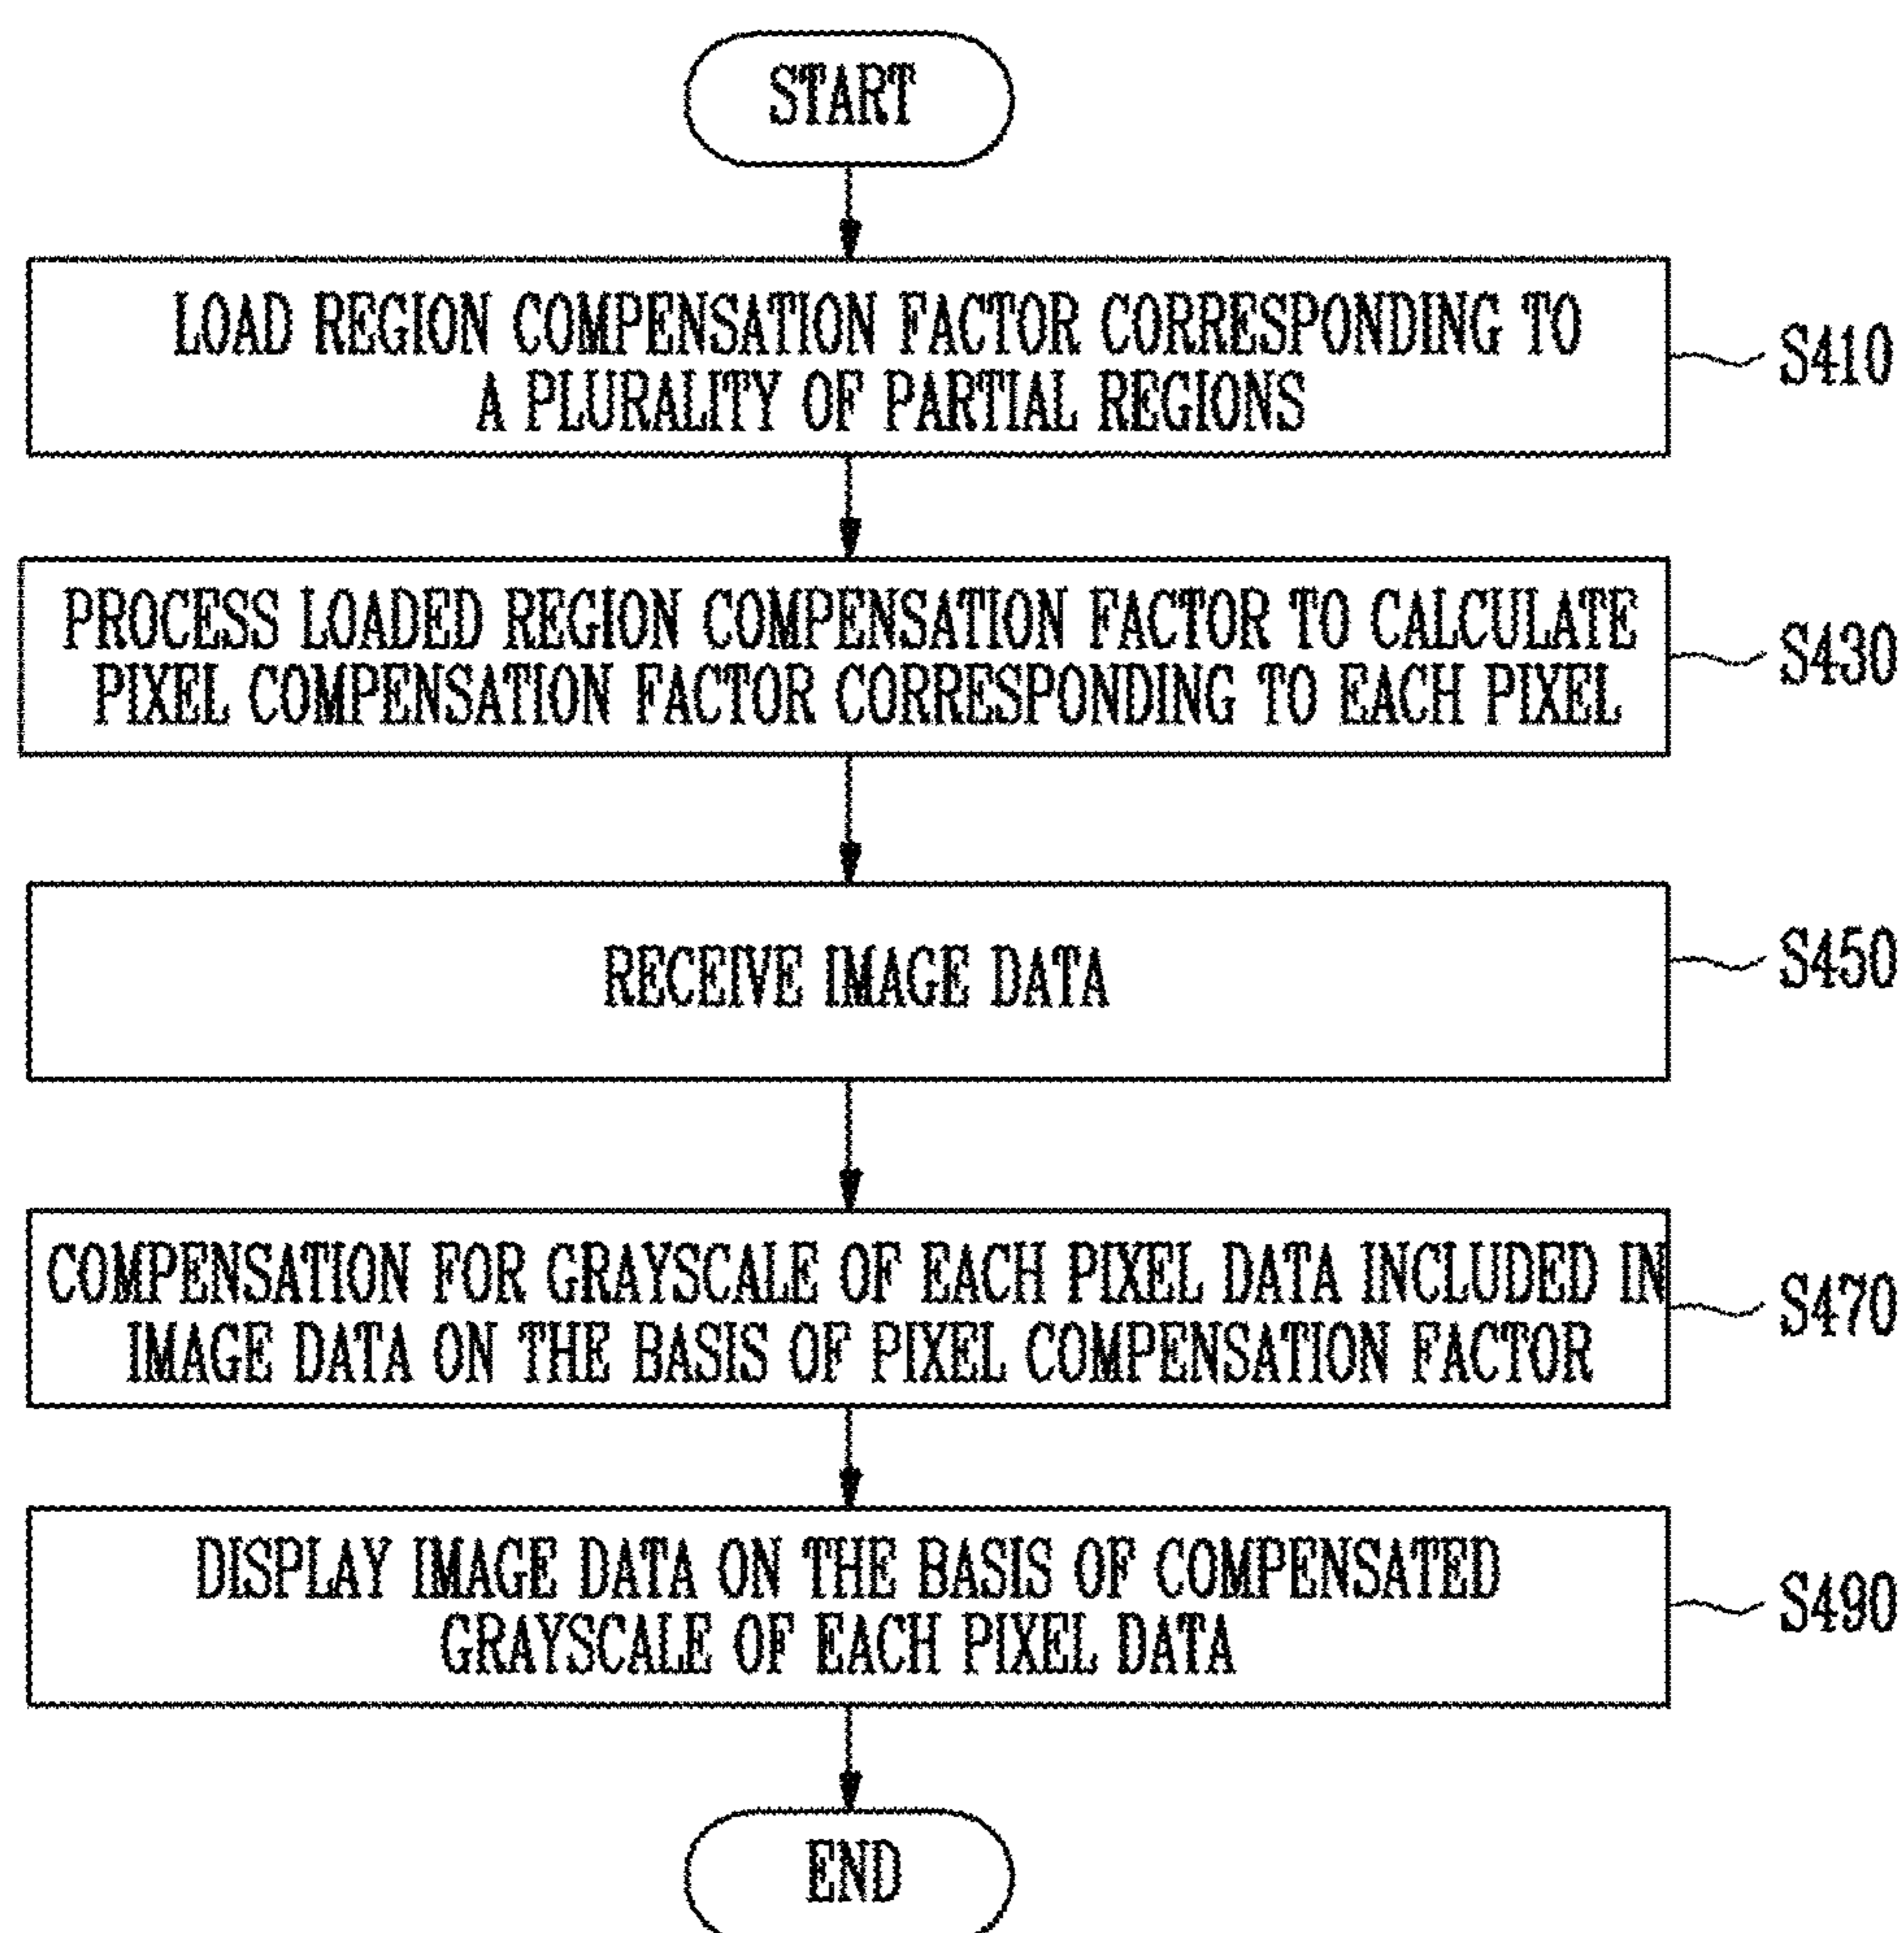 START
LOAD REGION COMPENSATION FACTOR CORRESPONDING TO
A PLURALITY OF PARTIAL REGIONS
S410
PROCESS LOADED REGION COMPENSATION FACTOR TO CALCULATE
PIXEL COMPENSATION FACTOR CORRESPONDING TO EACH PIXEL
S430
RECEIVE IMAGE DATA
S450
COMPENSATION FOR GRAYSCALE OF EACH PIXEL DATA INCLUDED IN
IMAGE DATA ON THE BASIS OF PIXEL COMPENSATION FACTOR
S470
DISPLAY IMAGE DATA ON THE BASIS OF COMPENSATED
GRAYSCALE OF EACH PIXEL DATA
S490
END